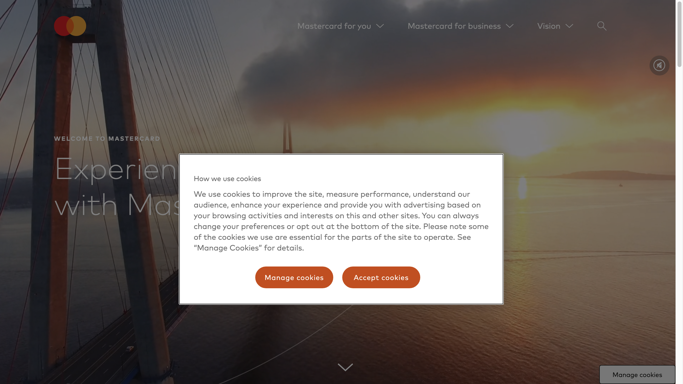 Mastercard for you
Mastercard for business
Vision
WELCOME TO MASTERCARD
Experien
with Mas
How we use cookies
We use cookies to improve the site, measure performance, understand our
audience, enhance your experience and provide you with advertising based on
your browsing activities and interests on this and other sites. You can always
change your preferences or opt out at the bottom of the site. Please note some
of the cookies we use are essential for the parts of the site to operate. See
"Manage Cookies" for details.
Manage cookies
Accept cookies
Manage cookies